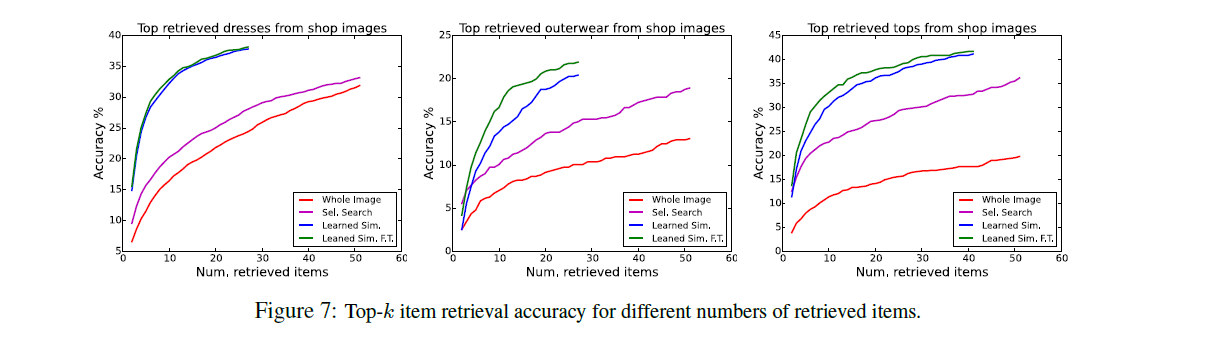 Top retrieved dresses from shop images
40
35
30
25
20
15
10
5
Accuracy %
0 10 20 30 40 50 60
Num. retrieved items
Whole Image
Sel. Search
Learned Sim.
Leaned Sim. F.T.
Top retrieved outerwear from shop images
25
20
15
10
5
0
Accuracy %
0 10 20 30 40 50 60
Num. retrieved items
Whole Image
Sel. Search
Learned Sim.
Leaned Sim. F.T.
Top retrieved tops from shop images
45
40
35
30
25
20
15
10
5
0
Accuracy %
0 10 20 30 40 50 60
Num. retrieved items
Whole Image
Sel. Search
Learned Sim.
Leaned Sim. F.T.
Figure 7: Top-k item retrieval accuracy for different numbers of retrieved items.